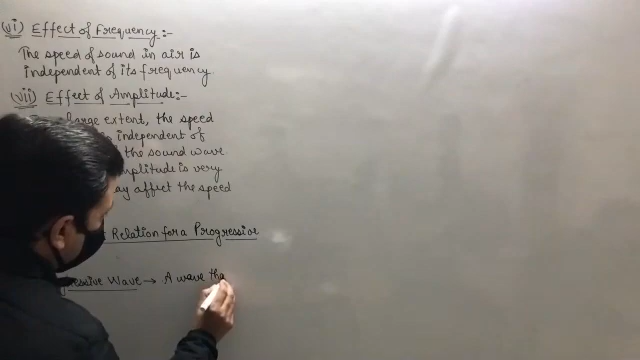 (vi) Effect of Frequency:-
The speed of sound in air is
independent of its frequency
(vii) Effect of Amplitude:-
large extent, the speed
independent of
the sound wave.
amplitude is very
may affect the speed
Relation for a Progressive
Wave → A wave tha